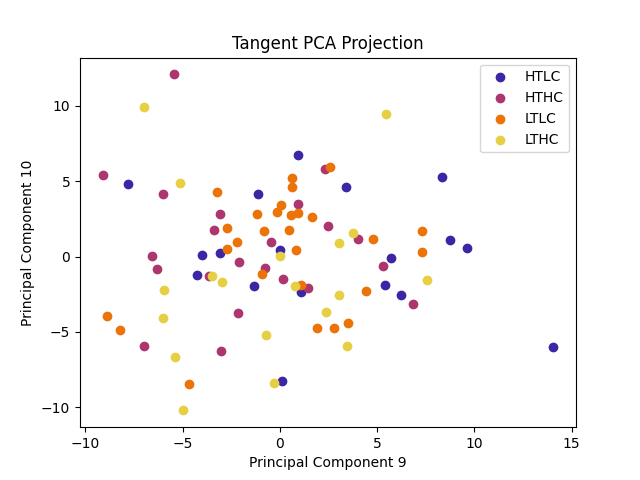 Tangent PCA Projection
HTLC
HTHC
LTLC
LTHC
10
5
0
−5
−10
Principal Component 10
−10
−5
0
5
10
15
Principal Component 9